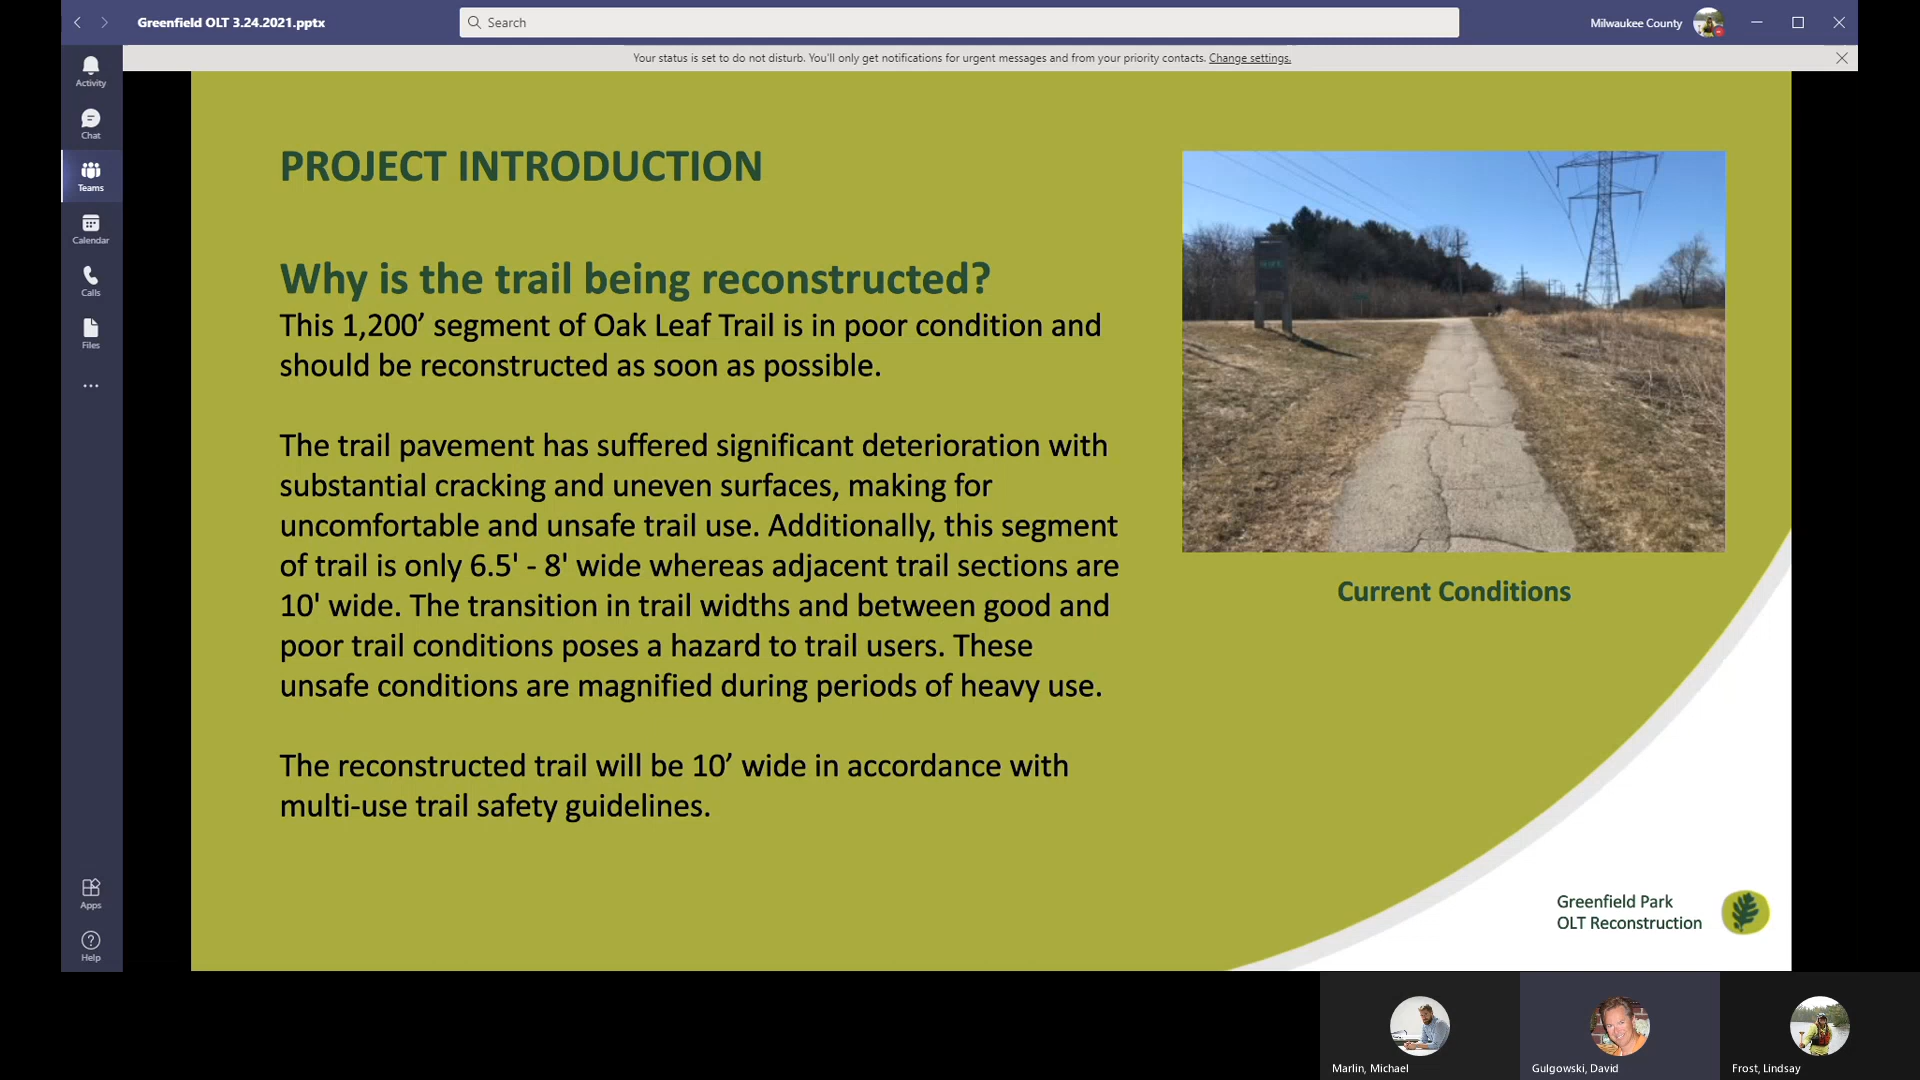 Greenfield OLT 3.24.2021.pptx
Search
Milwaukee County
Your status is set to do not disturb. You'll only get notifications for urgent messages and from your priority contacts. Change settings.
Activity
Chat
Teams
Calendar
Calls
Files
Apps
Help
PROJECT INTRODUCTION
Why is the trail being reconstructed?
This 1,200’ segment of Oak Leaf Trail is in poor condition and
should be reconstructed as soon as possible.
The trail pavement has suffered significant deterioration with
substantial cracking and uneven surfaces, making for
uncomfortable and unsafe trail use. Additionally, this segment
of trail is only 6.5' - 8' wide whereas adjacent trail sections are
10' wide. The transition in trail widths and between good and
poor trail conditions poses a hazard to trail users. These
unsafe conditions are magnified during periods of heavy use.
The reconstructed trail will be 10’ wide in accordance with
multi-use trail safety guidelines.
Current Conditions
Greenfield Park
OLT Reconstruction
Marlin, Michael
Gulgowski, David
Frost, Lindsay